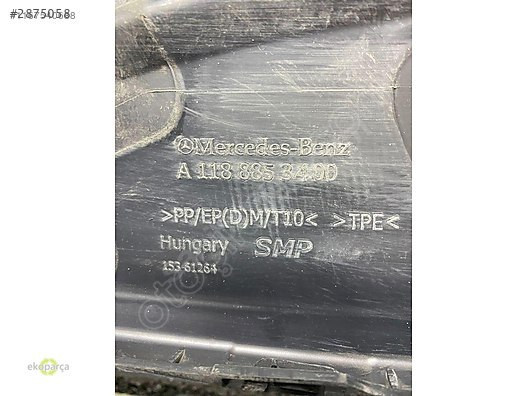 #2875058
Mercedes-Benz
A 118 885 34 00
>PP/EP(D)M/T10< >TPE<
Hungary SMP
153-61264
ekoparça